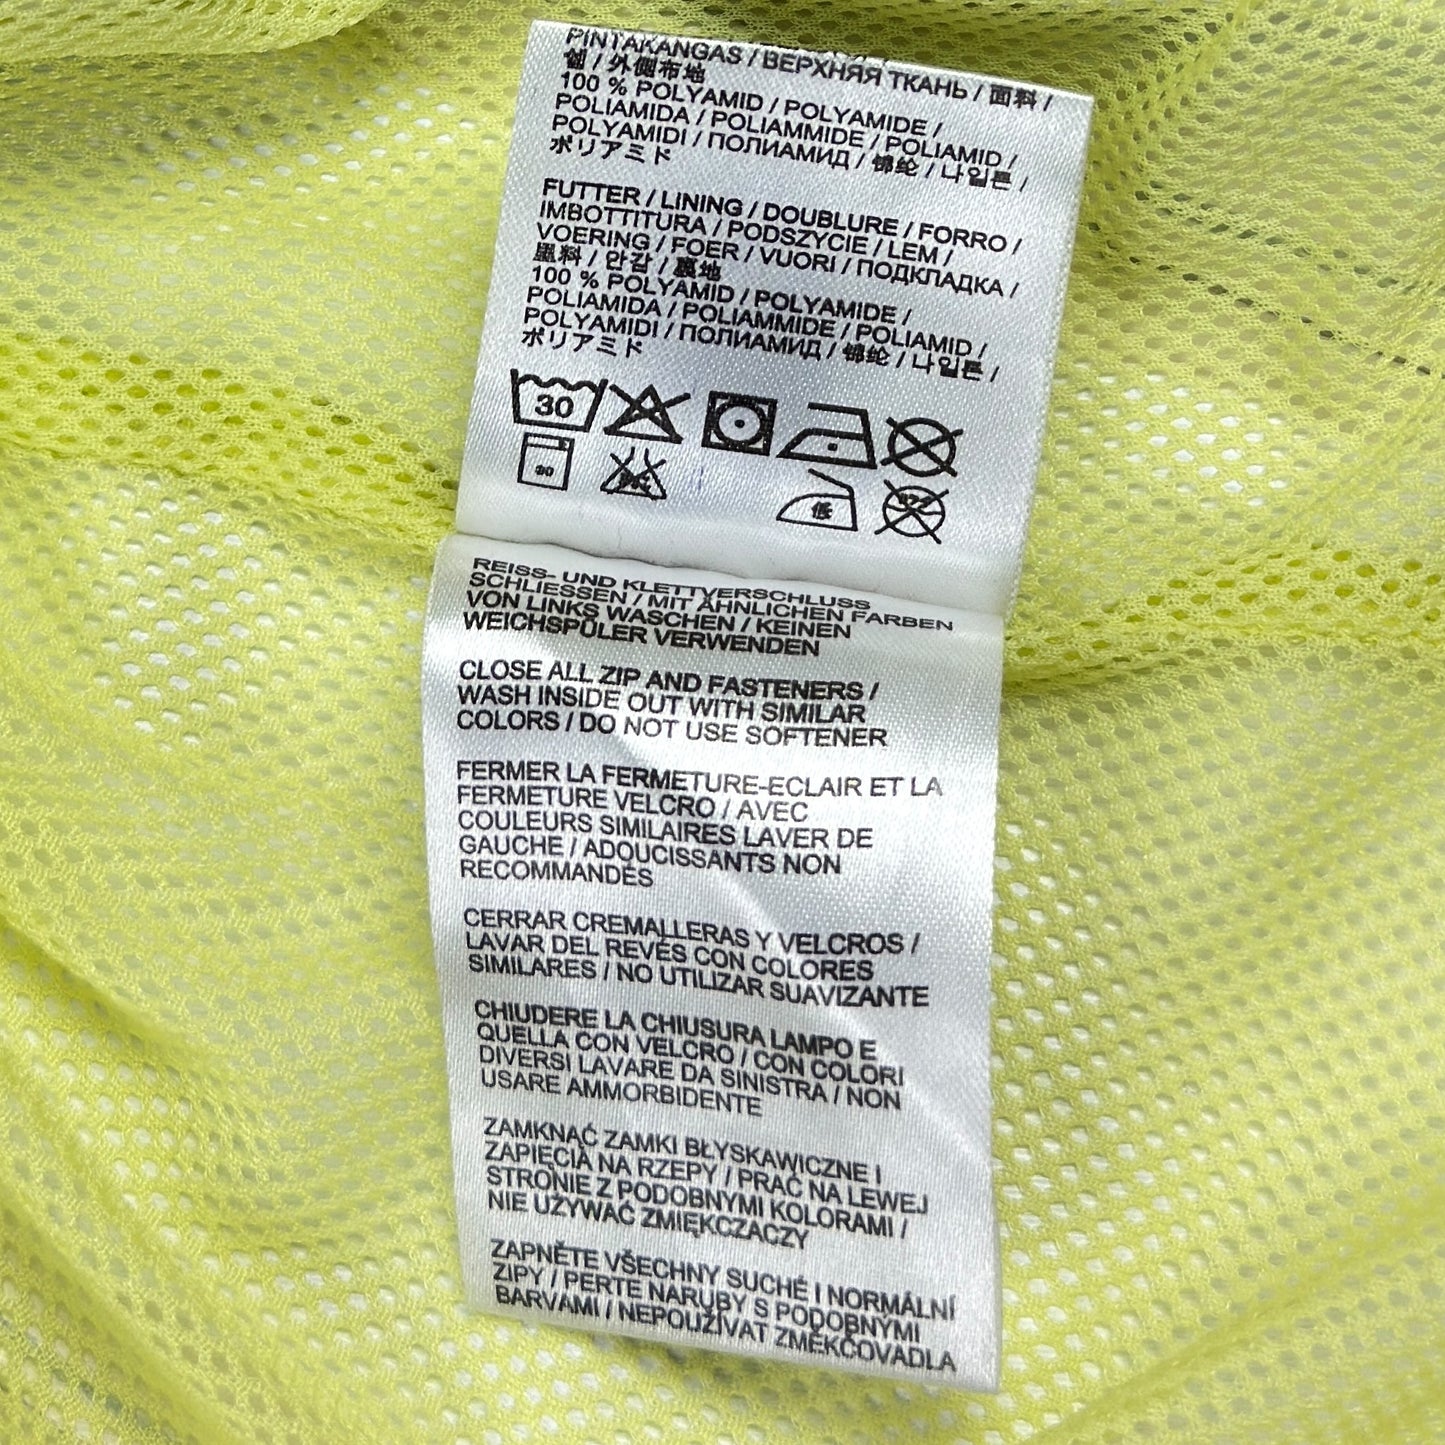 PINTAKANGAS / ВЕРХНЯЯ ТКАНЬ / 面料 /
/ 外側布地
100 % POLYAMID / POLYAMIDE /
POLIAMIDA / POLIAMMIDE / POLIAMID /
POLYAMIDI / ПОЛИАМИД / 锦纶 / 나일론 /
ポリアミド
FUTTER / LINING / DOUBLURE / FORRO /
IMBOTTITURA / PODSZYCIE / LEM /
VOERING / FOER / VUORI / ПОДКЛАДКА /
里料 / 안감 / 裏地
100 % POLYAMID / POLYAMIDE /
POLIAMIDA / POLIAMMIDE / POLIAMID /
POLYAMIDI / ПОЛИАМИД / 锦纶 / 나일론 /
ポリアミド
30
30
低
REISS- UND KLETTVERSCHLUSS
SCHLIESSEN / MIT ÄHNLICHEN FARBEN
VON LINKS WASCHEN / KEINEN
WEICHSPÜLER VERWENDEN
CLOSE ALL ZIP AND FASTENERS /
WASH INSIDE OUT WITH SIMILAR
COLORS / DO NOT USE SOFTENER
FERMER LA FERMETURE-ECLAIR ET LA
FERMETURE VELCRO / AVEC
COULEURS SIMILAIRES LAVER DE
GAUCHE / ADOUCISSANTS NON
RECOMMANDÉS
CERRAR CREMALLERAS Y VELCROS /
LAVAR DEL REVÉS CON COLORES
SIMILARES / NO UTILIZAR SUAVIZANTE
CHIUDERE LA CHIUSURA LAMPO E
QUELLA CON VELCRO / CON COLORI
DIVERSI LAVARE DA SINISTRA / NON
USARE AMMORBIDENTE
ZAMKNĄĆ ZAMKI BŁYSKAWICZNE I
ZAPIĘCIA NA RZEPY / PRAĆ NA LEWEJ
STRONIE Z PODOBNYMI KOLORAMI /
NIE UŻYWAĆ ZMIĘKCZACZY
ZAPNĚTE VŠECHNY SUCHÉ I NORMÁLNÍ
ZIPY / PERTE NARUBY S PODOBNÝMI
BARVAMI / NEPOUŽÍVAT ZMĚKČOVADLA